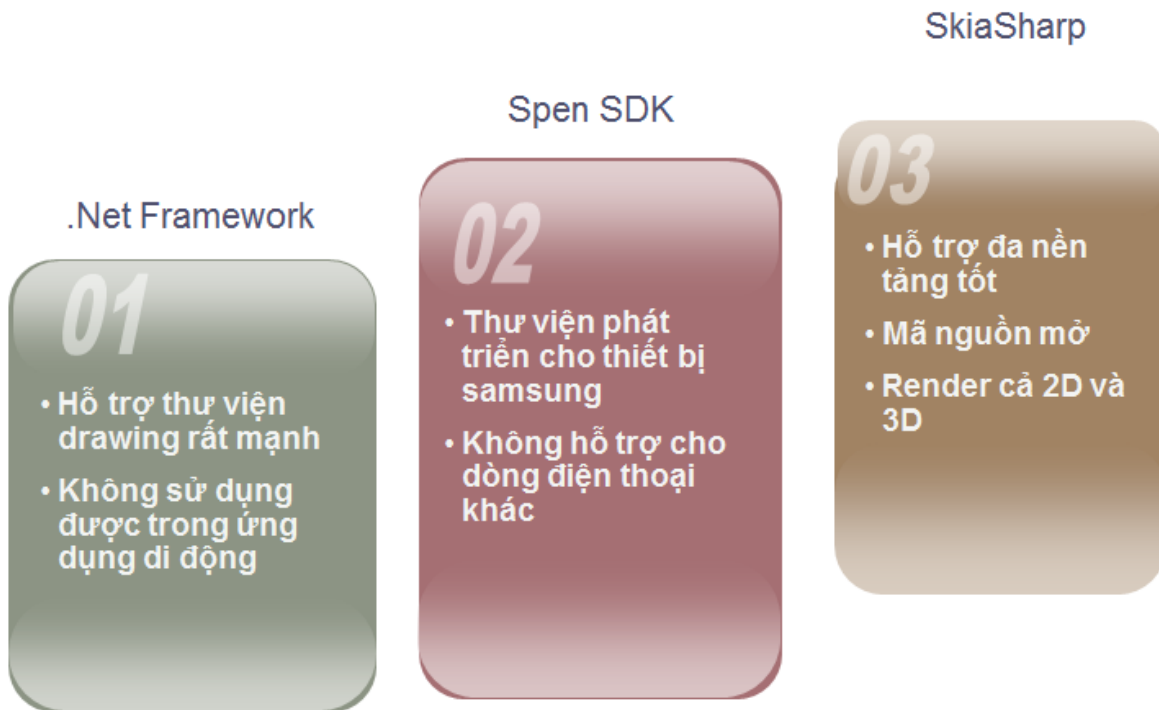 .Net Framework
01
• Hỗ trợ thư viện
drawing rất mạnh
• Không sử dụng
được trong ứng
dụng di động
Spen SDK
02
• Thư viện phát
triển cho thiết bị
samsung
• Không hỗ trợ cho
dòng điện thoại
khác
SkiaSharp
03
• Hỗ trợ đa nền
tảng tốt
• Mã nguồn mở
• Render cả 2D và
3D